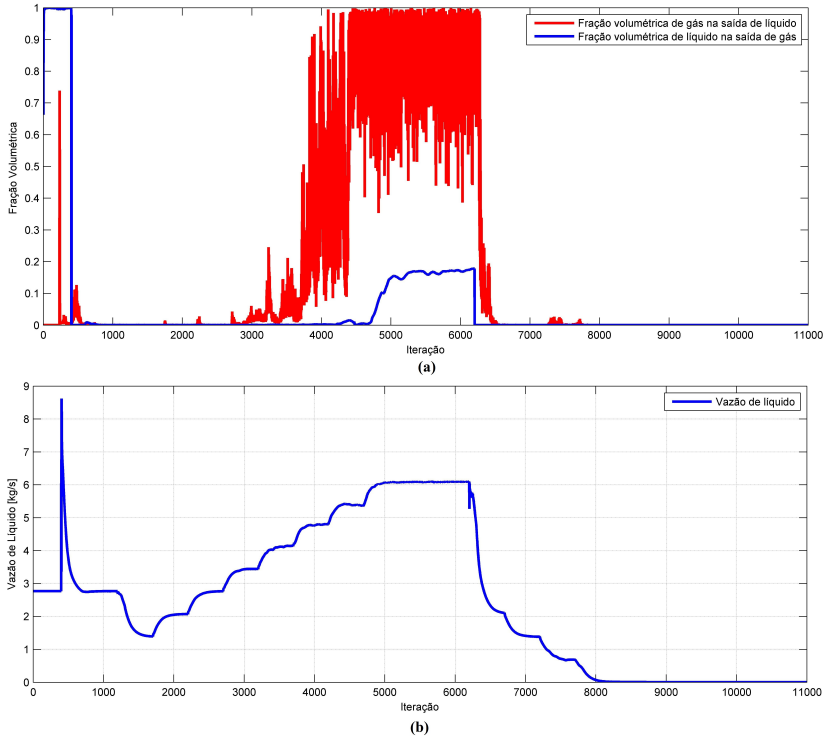 1
0.9
0.8
0.7
0.6
0.5
0.4
0.3
0.2
0.1
0
Fração Volumétrica
Fração volumétrica de gás na saída de líquido
Fração volumétrica de líquido na saída de gás
0 1000 2000 3000 4000 5000 6000 7000 8000 9000 10000 11000
Iteração
(a)
9
8
7
6
5
4
3
2
1
0
Vazão de Líquido [kg/s]
Vazão de líquido
0 1000 2000 3000 4000 5000 6000 7000 8000 9000 10000 11000
Iteração
(b)